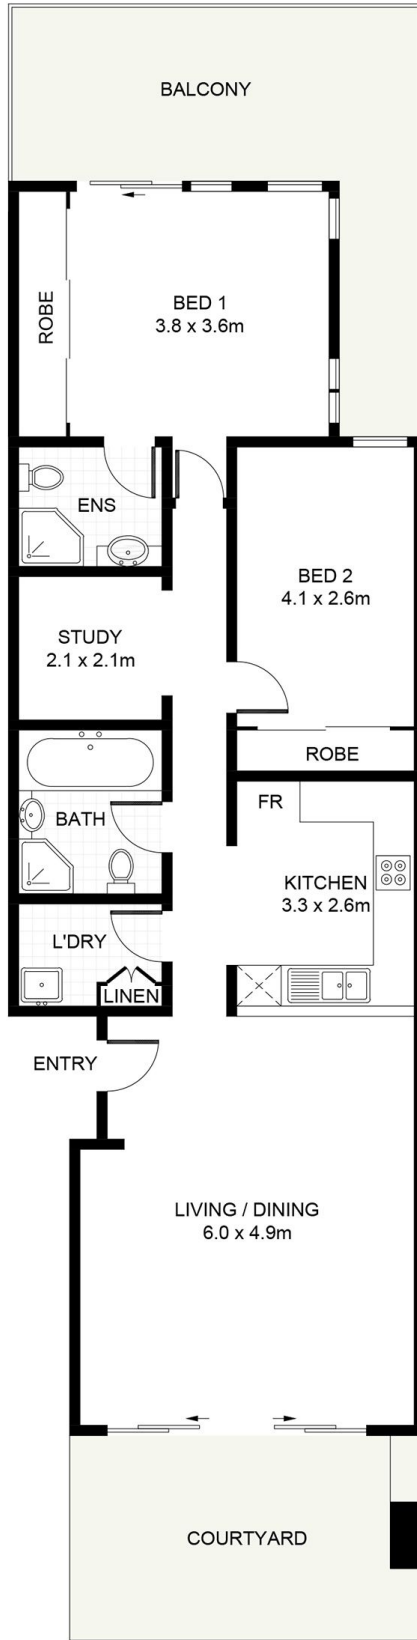 BALCONY
ROBE
BED 1
3.8 x 3.6m
ENS
BED 2
4.1 x 2.6m
STUDY
2.1 x 2.1m
ROBE
BATH
FR
KITCHEN
3.3 x 2.6m
L'DRY
LINEN
ENTRY
LIVING / DINING
6.0 x 4.9m
COURTYARD